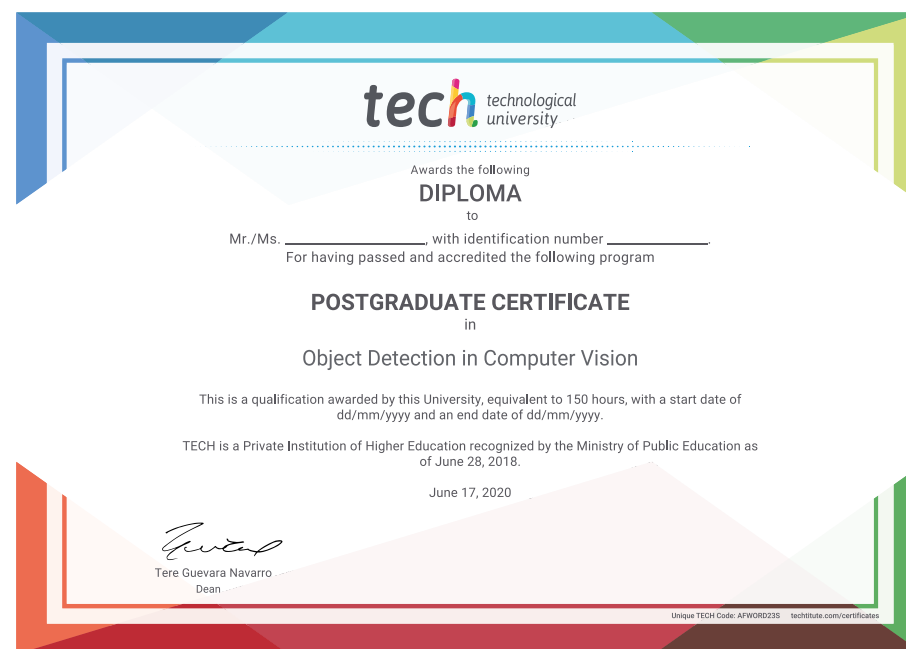 tech technological
university
Awards the following
DIPLOMA
to
Mr./Ms. ____________________, with identification number ______________.
For having passed and accredited the following program
POSTGRADUATE CERTIFICATE
in
Object Detection in Computer Vision
This is a qualification awarded by this University, equivalent to 150 hours, with a start date of
dd/mm/yyyy and an end date of dd/mm/yyyy.
TECH is a Private Institution of Higher Education recognized by the Ministry of Public Education as
of June 28, 2018.
June 17, 2020
Tere Guevara Navarro
Dean
Unique TECH Code: AFWORD23S techtitute.com/certificates